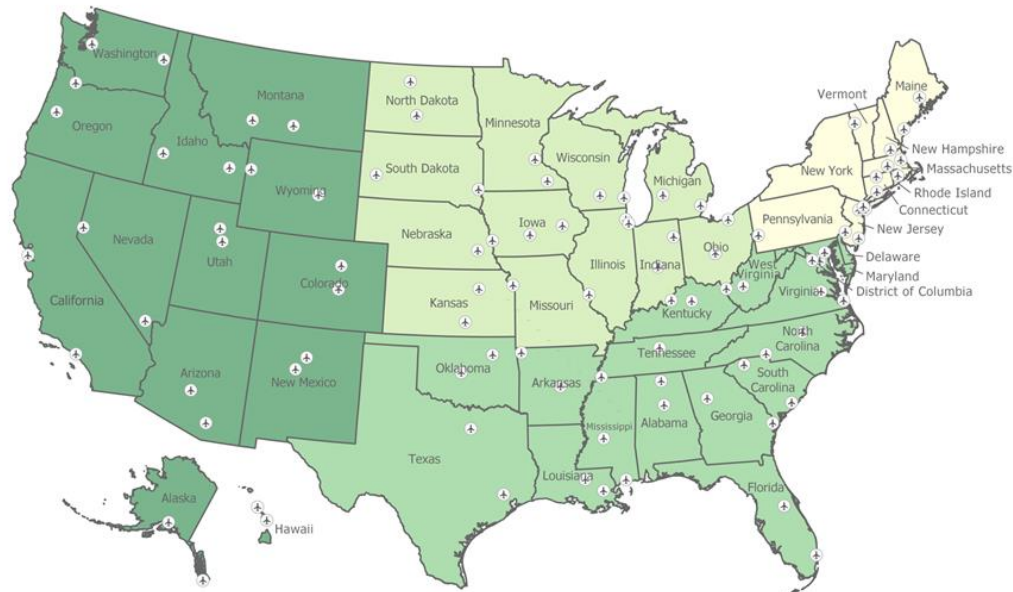 Washington
Montana
North Dakota
Minnesota
Vermont
Maine
Oregon
Idaho
South Dakota
Wisconsin
Michigan
New York
New Hampshire
Massachusetts
Rhode Island
Connecticut
Wyoming
Nebraska
Iowa
Pennsylvania
New Jersey
Nevada
Utah
Colorado
Kansas
Missouri
Illinois
Indiana
Ohio
West
Virginia
Virginia
Delaware
Maryland
District of Columbia
California
Kentucky
Arizona
New Mexico
Oklahoma
Arkansas
Tennessee
North
Carolina
South
Carolina
Texas
Louisiana
Mississippi
Alabama
Georgia
Florida
Alaska
Hawaii